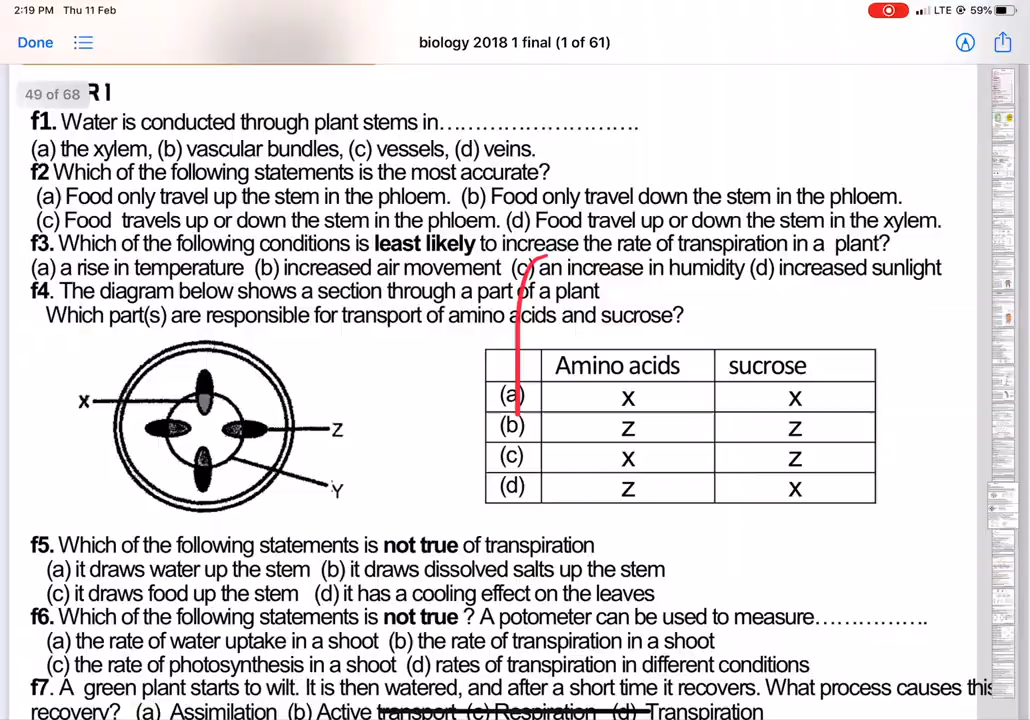 2:19 PM Thu 11 Feb
LTE 59%
Done
biology 2018 1 final (1 of 61)
49 of 68 R1
f1. Water is conducted through plant stems in……………………….
(a) the xylem, (b) vascular bundles, (c) vessels, (d) veins.
f2 Which of the following statements is the most accurate?
(a) Food only travel up the stem in the phloem. (b) Food only travel down the stem in the phloem.
(c) Food travels up or down the stem in the phloem. (d) Food travel up or down the stem in the xylem.
f3. Which of the following conditions is least likely to increase the rate of transpiration in a plant?
(a) a rise in temperature (b) increased air movement (c) an increase in humidity (d) increased sunlight
f4. The diagram below shows a section through a part of a plant
Which part(s) are responsible for transport of amino acids and sucrose?
X
Z
Y
Amino acids sucrose
(a) X X
(b) Z Z
(c) X Z
(d) Z X
f5. Which of the following statements is not true of transpiration
(a) it draws water up the stem (b) it draws dissolved salts up the stem
(c) it draws food up the stem (d) it has a cooling effect on the leaves
f6. Which of the following statements is not true ? A potometer can be used to measure……………
(a) the rate of water uptake in a shoot (b) the rate of transpiration in a shoot
(c) the rate of photosynthesis in a shoot (d) rates of transpiration in different conditions
f7. A green plant starts to wilt. It is then watered, and after a short time it recovers. What process causes this
recovery? (a) Assimilation (b) Active transport (c) Respiration (d) Transpiration